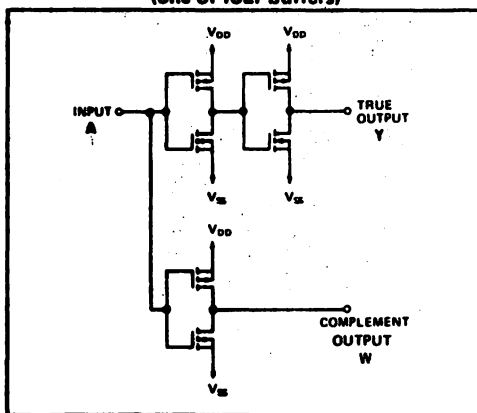 (one of four buffers)
VDD VDD
INPUT
A
TRUE
OUTPUT
Y
VSS VSS
VDD
COMPLEMENT
OUTPUT
W
VSS